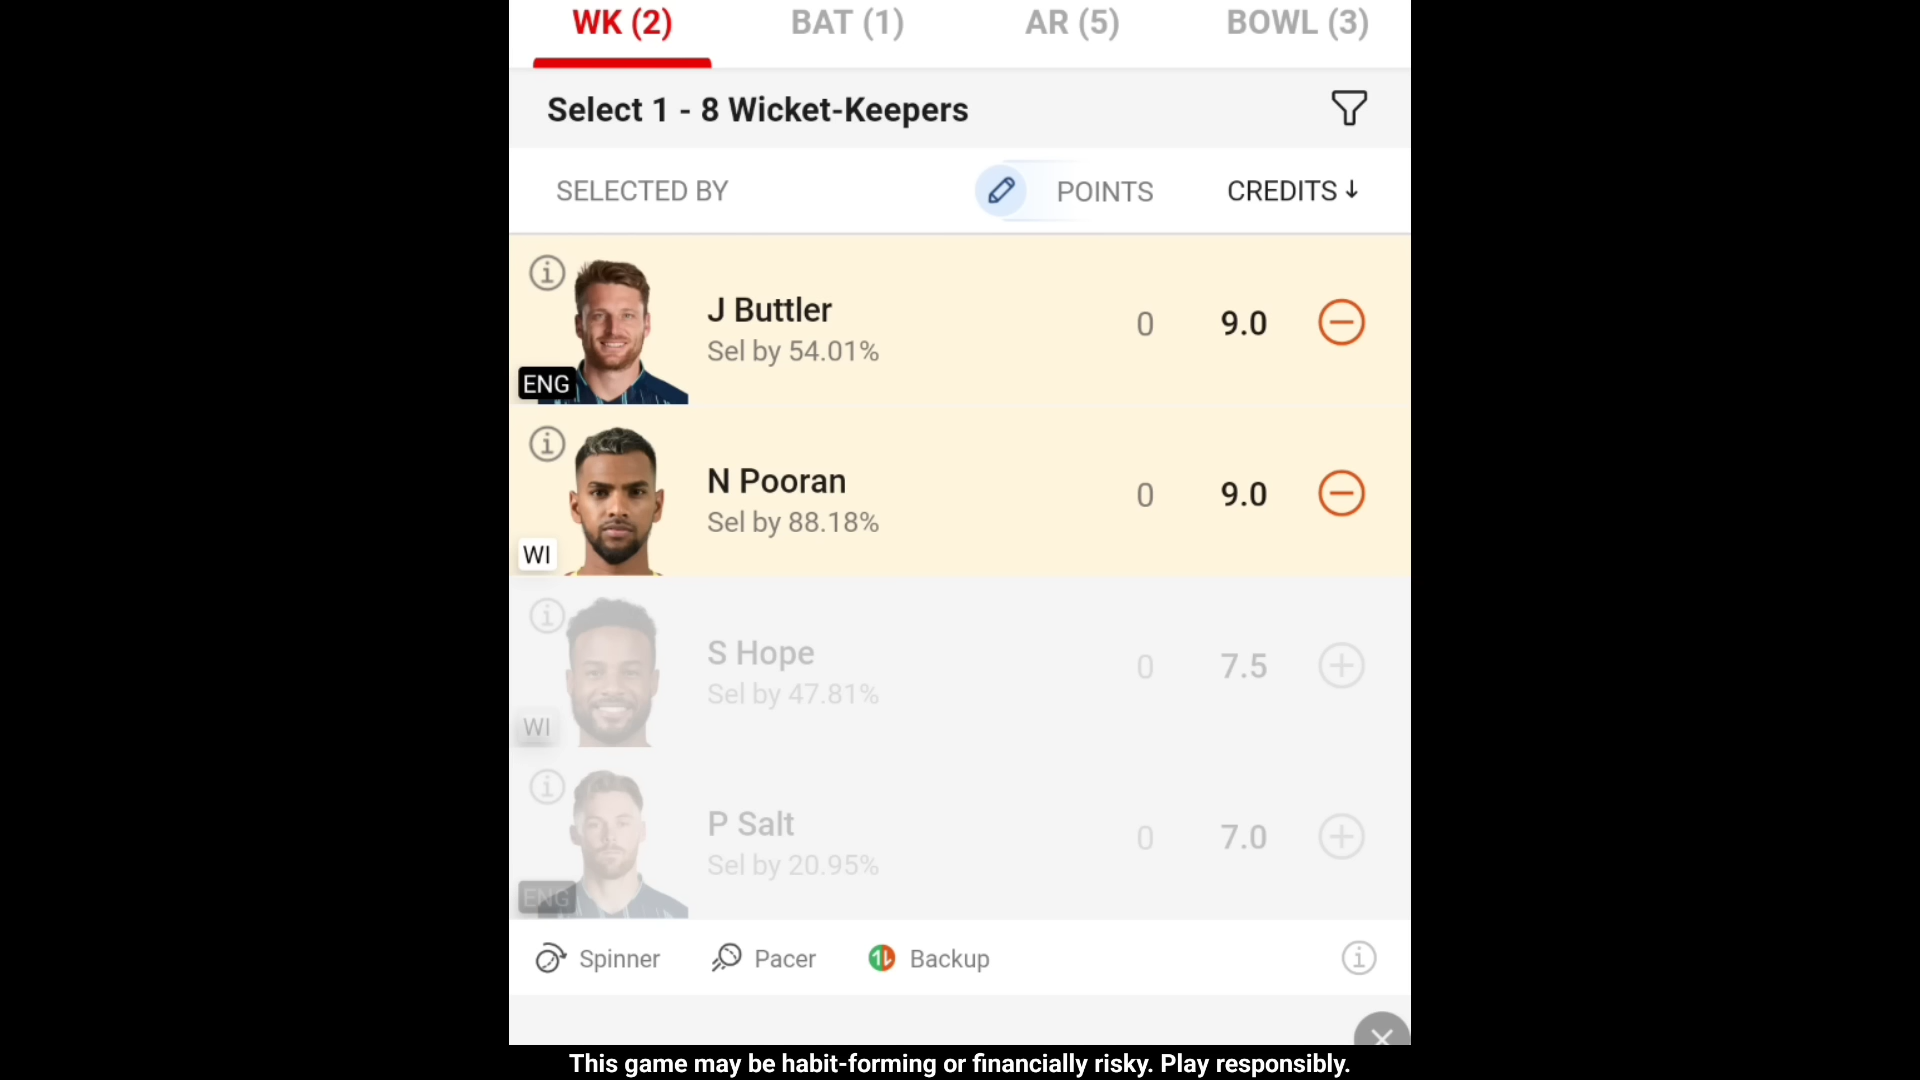 WK (2) BAT (1) AR (5) BOWL (3)
Select 1 - 8 Wicket-Keepers
SELECTED BY POINTS CREDITS ↓
J Buttler
Sel by 54.01%
0 9.0
ENG
N Pooran
Sel by 88.18%
0 9.0
WI
S Hope
Sel by 47.81%
0 7.5
WI
P Salt
Sel by 20.95%
0 7.0
ENG
Spinner Pacer Backup
This game may be habit-forming or financially risky. Play responsibly.